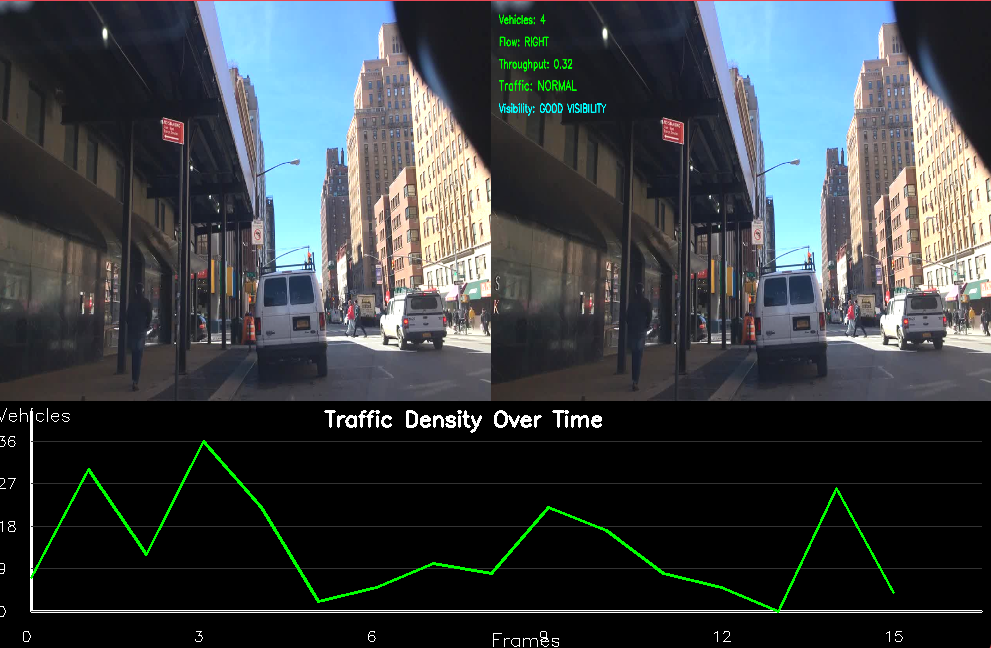 Vehicles: 4
Flow: RIGHT
Throughput: 0.32
Traffic: NORMAL
Visibility: GOOD VISIBILITY
S
K
Vehicles
Traffic Density Over Time
36
27
18
9
0
0 3 6 9 12 15
Frames